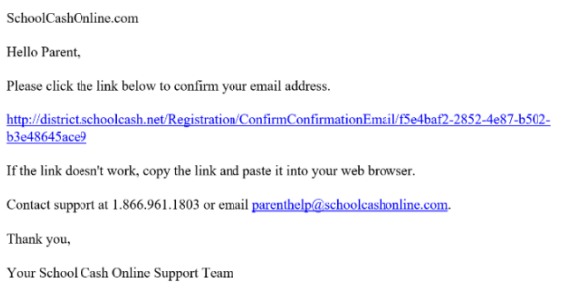 SchoolCashOnline.com
Hello Parent,
Please click the link below to confirm your email address.
http://district.schoolcash.net/Registration/ConfirmConfirmationEmail/f5e4baf2-2852-4e87-b502-
b3e48645ace9
If the link doesn't work, copy the link and paste it into your web browser.
Contact support at 1.866.961.1803 or email parenthelp@schoolcashonline.com.
Thank you,
Your School Cash Online Support Team